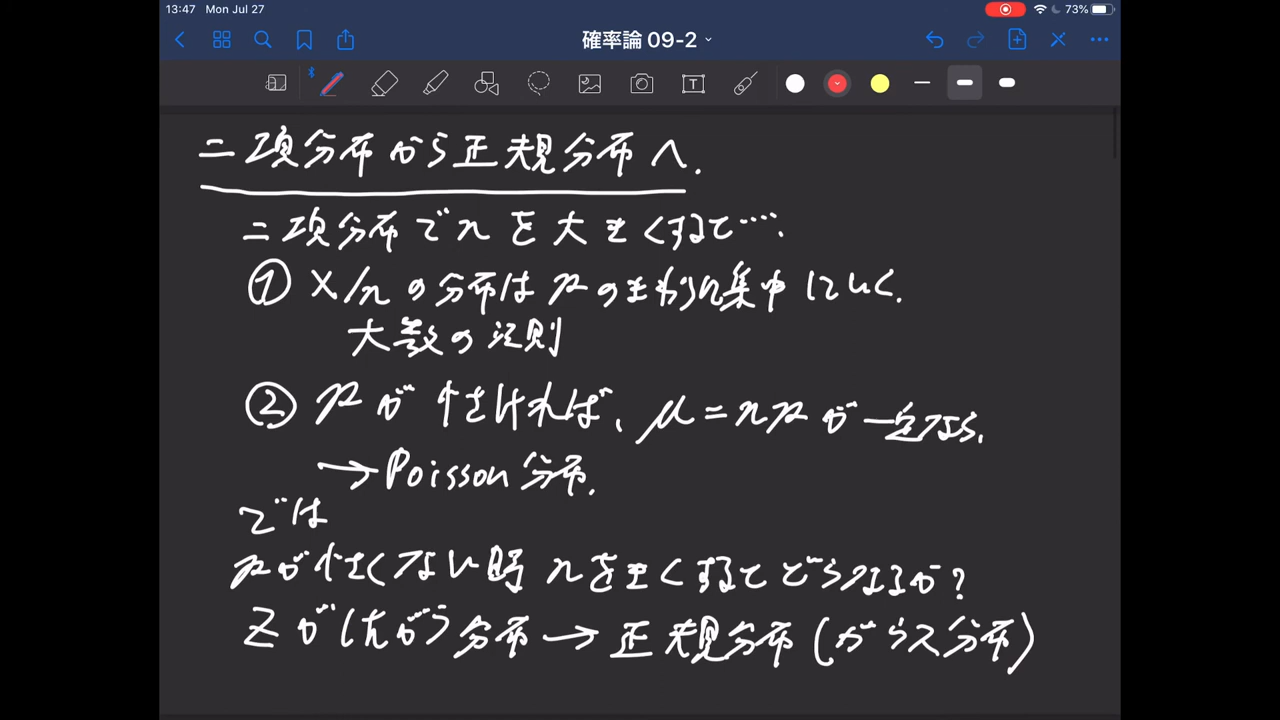 13:47 Mon Jul 27
73%
確率論 09-2
T
二項分布から正規分布へ.
二項分布でnを大きくすると….
① X/nの分布はpのまわりに集中していく.
大数の法則
② pが小さければ、μ=npが一定なら.
→Poisson分布.
では
pが小さくない時nを大きくするとどうなるか?
Zがしたがう分布→正規分布(ガウス分布)